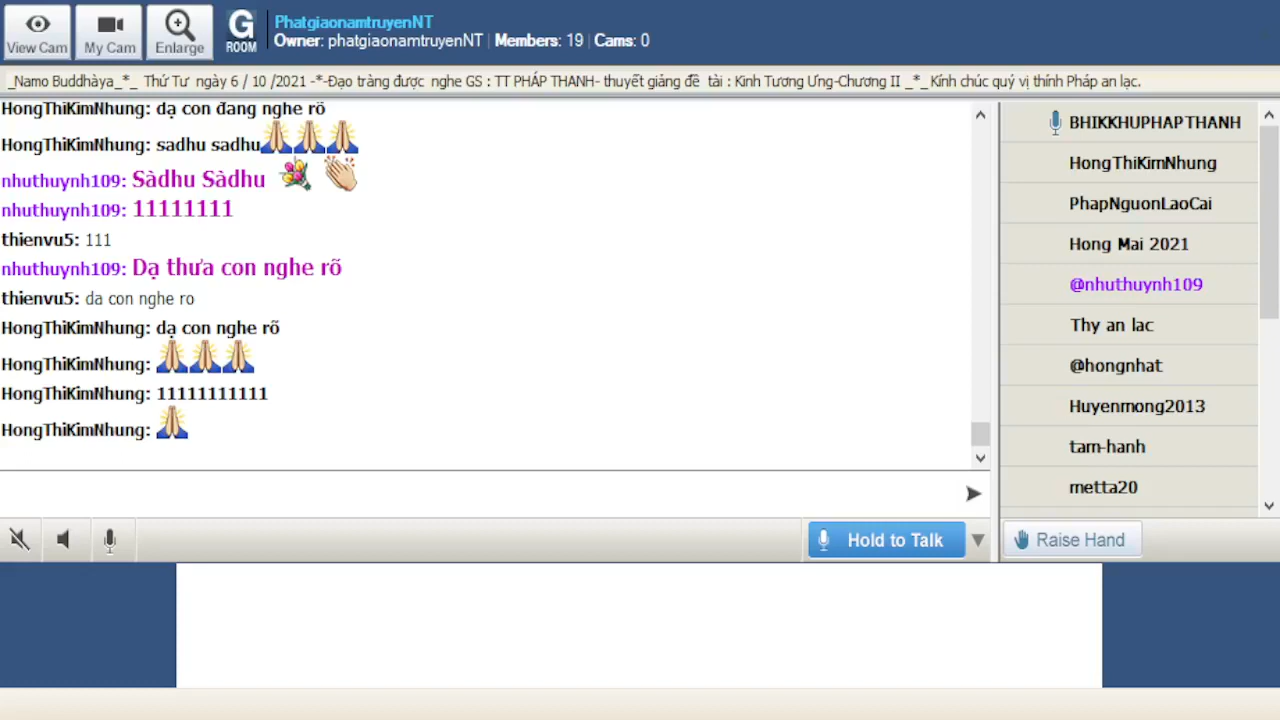 View Cam
My Cam
Enlarge
G
ROOM
PhatgiaonamtruyenNT
Owner: phatgiaonamtruyenNT | Members: 19 | Cams: 0
_Namo Buddhàya_*_ Thứ Tư ngày 6 / 10 /2021 -*-Đạo tràng được nghe GS : TT PHÁP THANH- thuyết giảng đề tài : Kinh Tương Ưng-Chương II _*_Kính chúc quý vị thính Pháp an lạc.
HongThiKimNhung: dạ con đang nghe rõ
HongThiKimNhung: sadhu sadhu
nhuthuynh109: Sàdhu Sàdhu
nhuthuynh109: 11111111
thienvu5: 111
nhuthuynh109: Dạ thưa con nghe rõ
thienvu5: da con nghe ro
HongThiKimNhung: dạ con nghe rõ
HongThiKimNhung:
HongThiKimNhung: 11111111111
HongThiKimNhung:
BHIKKHUPHAPTHANH
HongThiKimNhung
PhapNguonLaoCai
Hong Mai 2021
@nhuthuynh109
Thy an lac
@hongnhat
Huyenmong2013
tam-hanh
metta20
Hold to Talk
Raise Hand